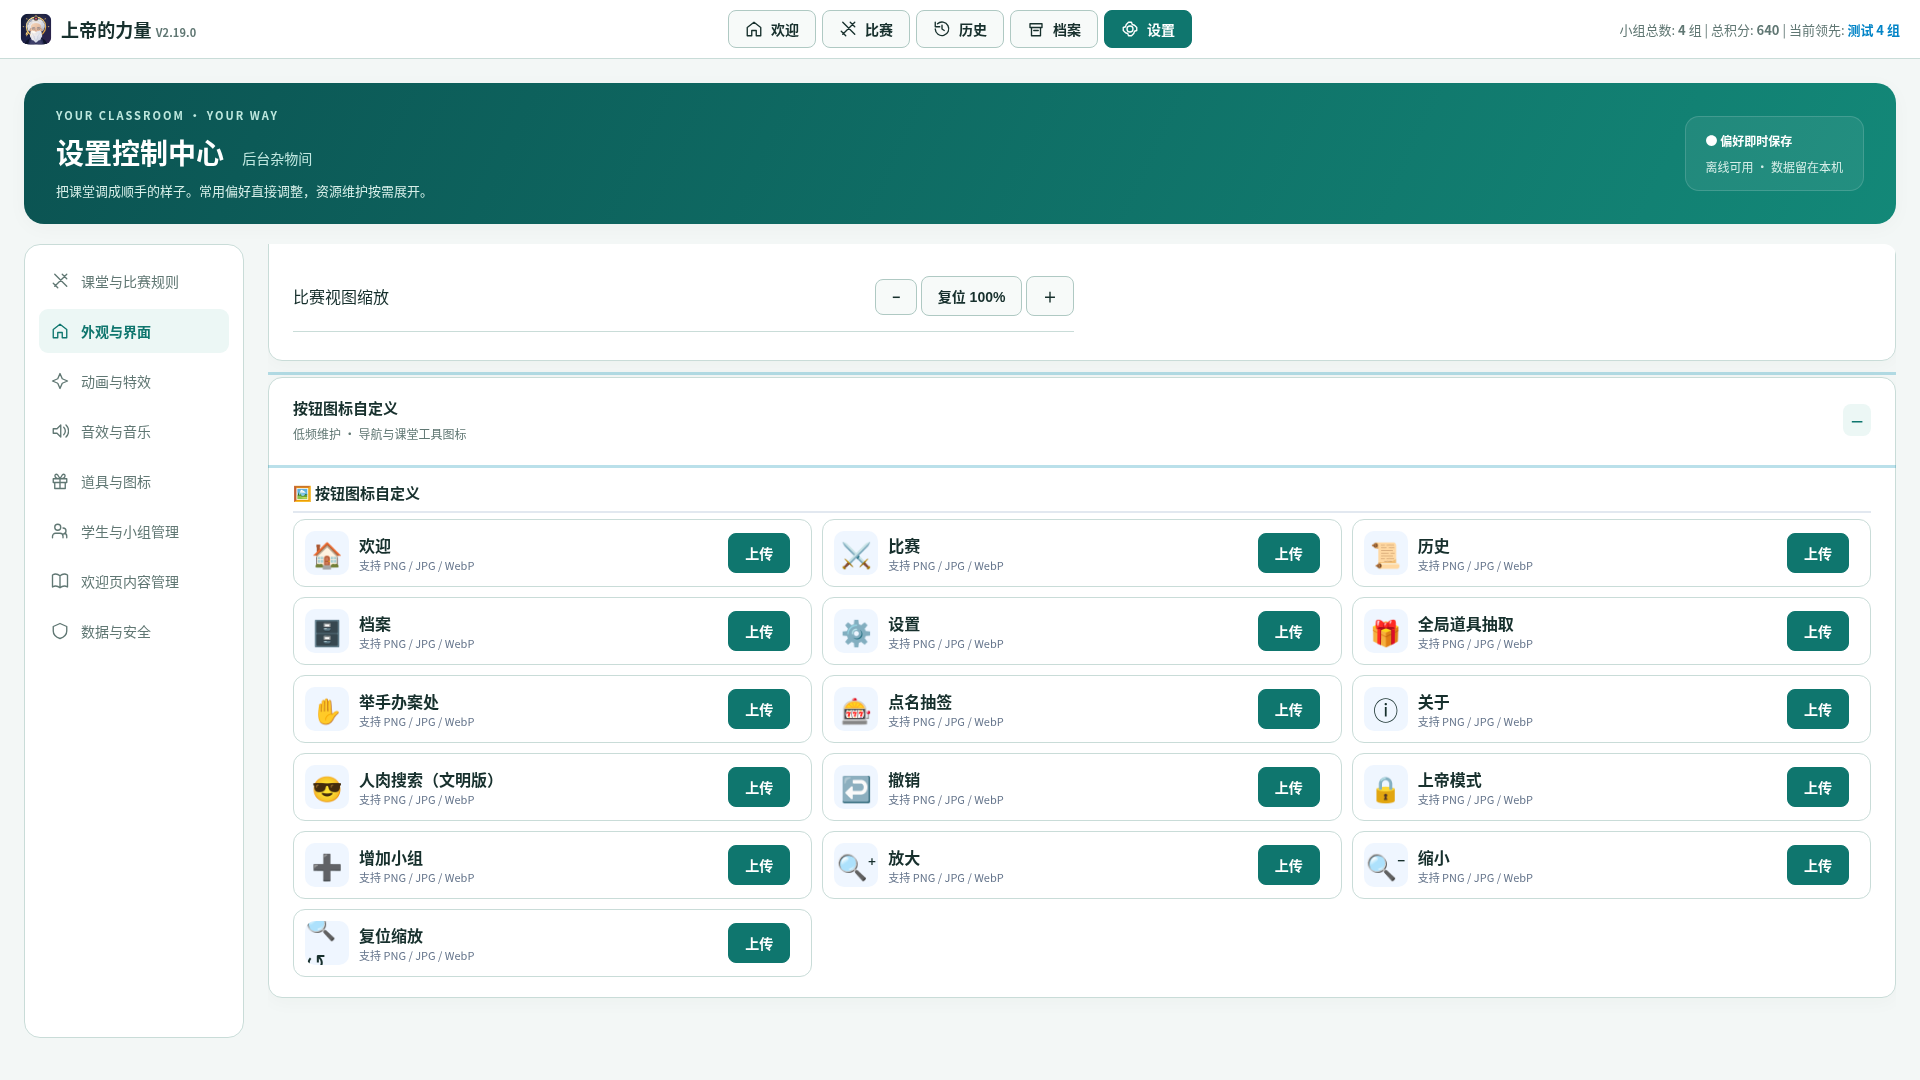 上帝的力量 V2.19.0
欢迎
比赛
历史
档案
设置
小组总数: 4 组 | 总积分: 640 | 当前领先: 测试 4 组
YOUR CLASSROOM · YOUR WAY
设置控制中心 后台杂物间
把课堂调成顺手的样子。常用偏好直接调整，资源维护按需展开。
偏好即时保存
离线可用 · 数据留在本机
课堂与比赛规则
外观与界面
动画与特效
音效与音乐
道具与图标
学生与小组管理
欢迎页内容管理
数据与安全
比赛视图缩放
−
复位 100%
+
按钮图标自定义
低频维护 · 导航与课堂工具图标
−
按钮图标自定义
欢迎
支持 PNG / JPG / WebP
上传
比赛
支持 PNG / JPG / WebP
上传
历史
支持 PNG / JPG / WebP
上传
档案
支持 PNG / JPG / WebP
上传
设置
支持 PNG / JPG / WebP
上传
全局道具抽取
支持 PNG / JPG / WebP
上传
举手办案处
支持 PNG / JPG / WebP
上传
点名抽签
支持 PNG / JPG / WebP
上传
关于
支持 PNG / JPG / WebP
上传
人肉搜索（文明版）
支持 PNG / JPG / WebP
上传
撤销
支持 PNG / JPG / WebP
上传
上帝模式
支持 PNG / JPG / WebP
上传
增加小组
支持 PNG / JPG / WebP
上传
放大
支持 PNG / JPG / WebP
上传
缩小
支持 PNG / JPG / WebP
上传
复位缩放
支持 PNG / JPG / WebP
上传